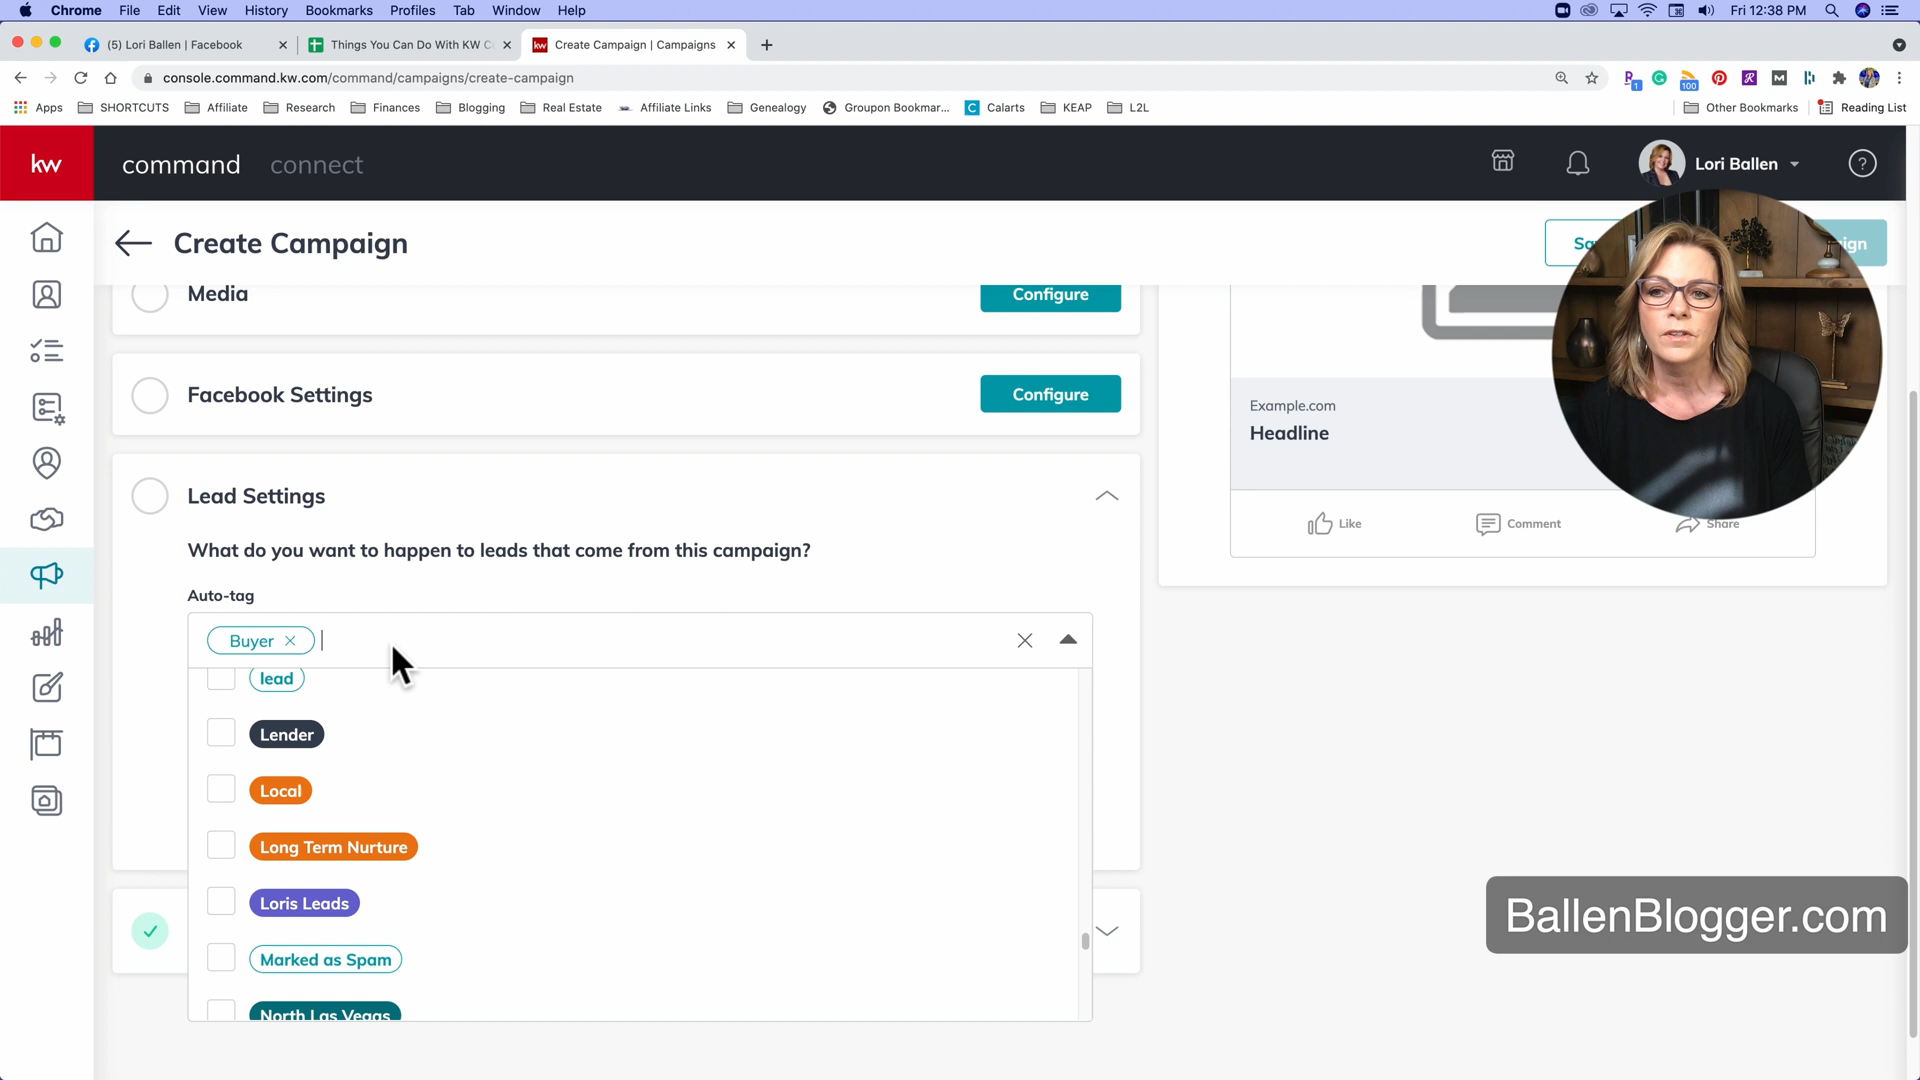 Chrome File Edit View History Bookmarks Profiles Tab Window Help Fri 12:38 PM
(5) Lori Ballen | Facebook Things You Can Do With KW C Create Campaign | Campaigns
console.command.kw.com/command/campaigns/create-campaign 1 100
Apps SHORTCUTS Affiliate Research Finances Blogging Real Estate Affiliate Links Genealogy Groupon Bookmar... Calarts KEAP L2L Other Bookmarks Reading List
kw command connect Lori Ballen
Create Campaign
Media Configure
Facebook Settings Configure
Example.com
Headline
Like Comment Share
Lead Settings
What do you want to happen to leads that come from this campaign?
Auto-tag
Buyer
lead
Lender
Local
Long Term Nurture
Loris Leads
Marked as Spam
North Las Vegas
BallenBlogger.com